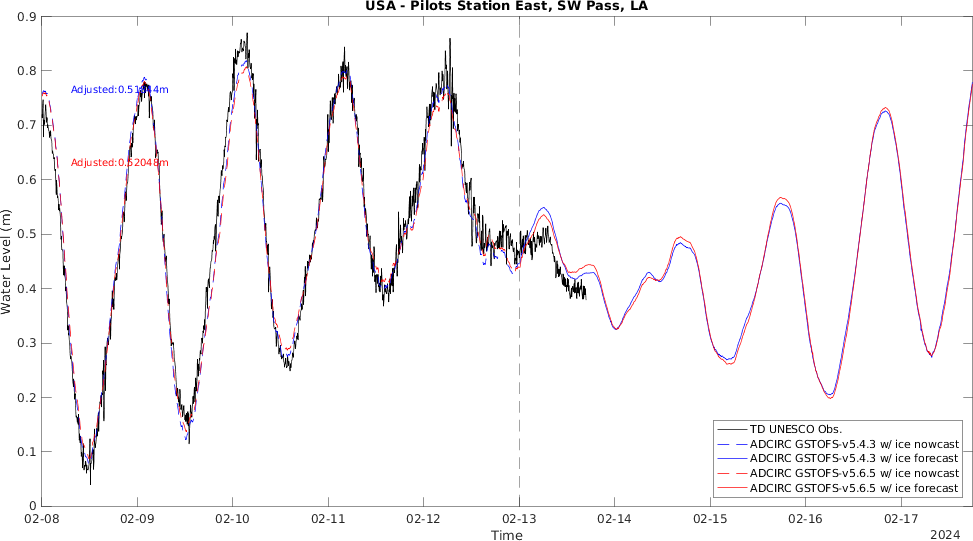 USA - Pilots Station East, SW Pass, LA
0.9
0.8
0.7
0.6
0.5
0.4
0.3
0.2
0.1
0
Water Level (m)
Adjusted:0.52048m
02-08
02-09
02-10
02-11
02-12
02-13
02-14
02-15
02-16
02-17
Time
2024
TD UNESCO Obs.
ADCIRC GSTOFS-v5.4.3 w/ ice nowcast
ADCIRC GSTOFS-v5.4.3 w/ ice forecast
ADCIRC GSTOFS-v5.6.5 w/ ice nowcast
ADCIRC GSTOFS-v5.6.5 w/ ice forecast